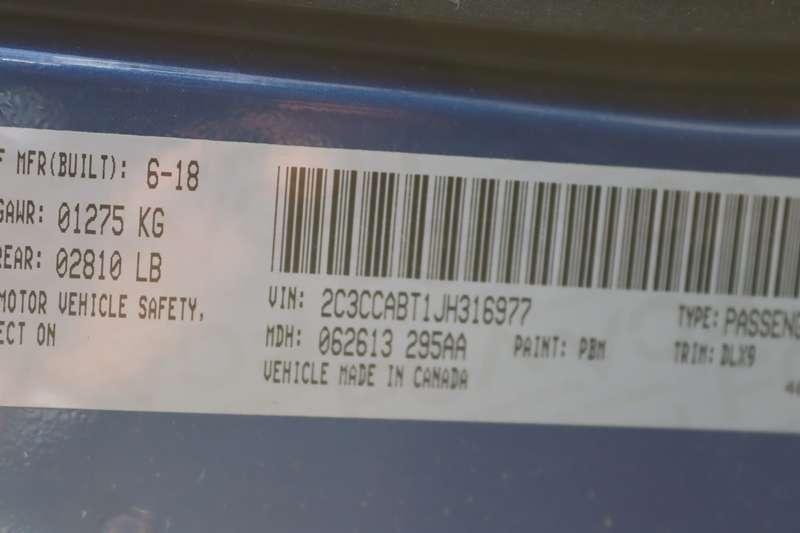 F MFR(BUILT): 6-18
GAWR: 01275 KG
REAR: 02810 LB
MOTOR VEHICLE SAFETY,
ECT ON
VIN: 2C3CCABT1JH316977 TYPE: PASSENG
MDH: 062613 295AA PAINT: PBM TRIM: DLX9
VEHICLE MADE IN CANADA